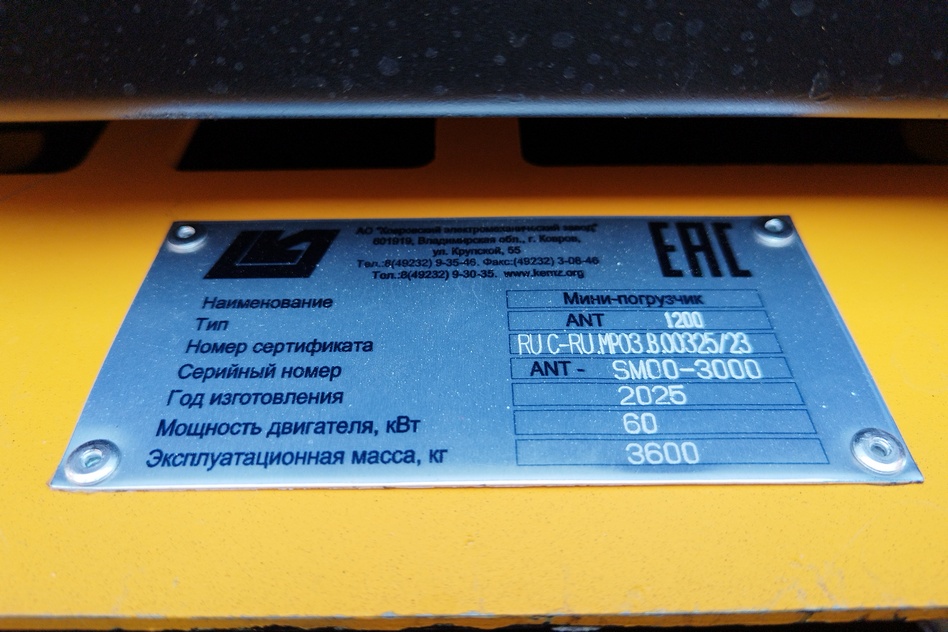 АО "Ковровский электромеханический завод"
601919, Владимирская обл., г. Ковров,
ул. Крупской, 55
Тел.:8(49232) 9-35-46, Факс:(49232) 3-08-46
Тел.:8(49232) 9-30-35, www.kemz.org
EAC
Наименование Мини-погрузчик
Тип ANT 1200
Номер сертификата RU C-RU.МР03.В.00325/23
Серийный номер ANT - SM00-3000
Год изготовления 2025
Мощность двигателя, кВт 60
Эксплуатационная масса, кг 3600